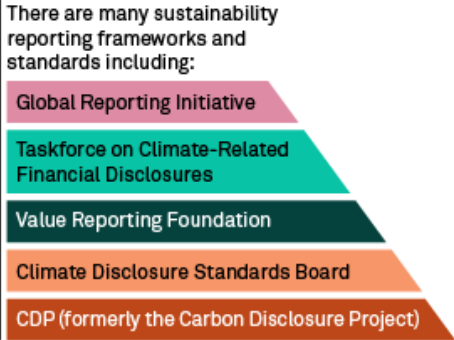 There are many sustainability
reporting frameworks and
standards including:
Global Reporting Initiative
Taskforce on Climate-Related
Financial Disclosures
Value Reporting Foundation
Climate Disclosure Standards Board
CDP (formerly the Carbon Disclosure Project)